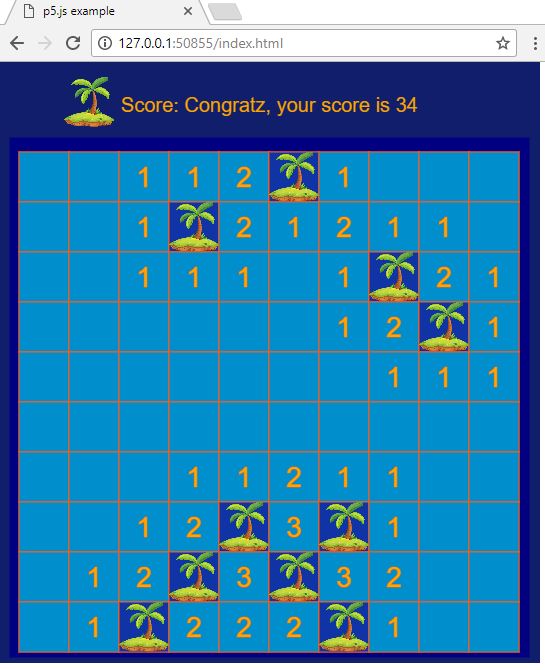 p5.js example
127.0.0.1:50855/index.html
Score: Congratz, your score is 34
1 1 2 1
1 2 1 2 1 1
1 1 1 1 2 1
1 2 1
1 1 1
1 1 2 1 1
1 2 3 1
1 2 3 3 2
1 2 2 2 1